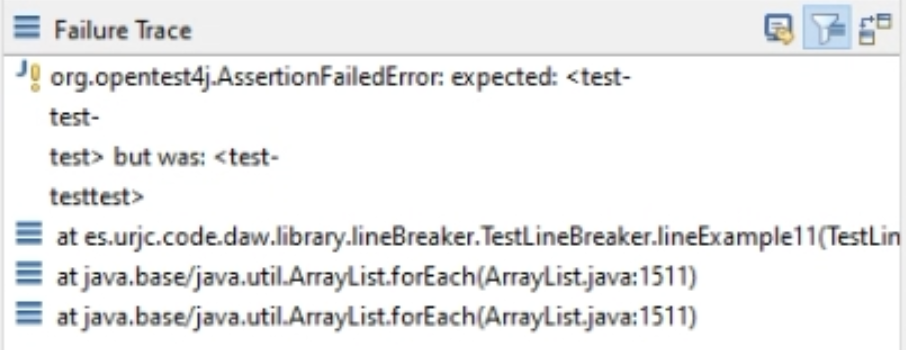 Failure Trace
org.opentest4j.AssertionFailedError: expected: <test-
test-
test> but was: <test-
testtest>
at es.urjc.code.daw.library.lineBreaker.TestLineBreaker.lineExample11(TestLin
at java.base/java.util.ArrayList.forEach(ArrayList.java:1511)
at java.base/java.util.ArrayList.forEach(ArrayList.java:1511)